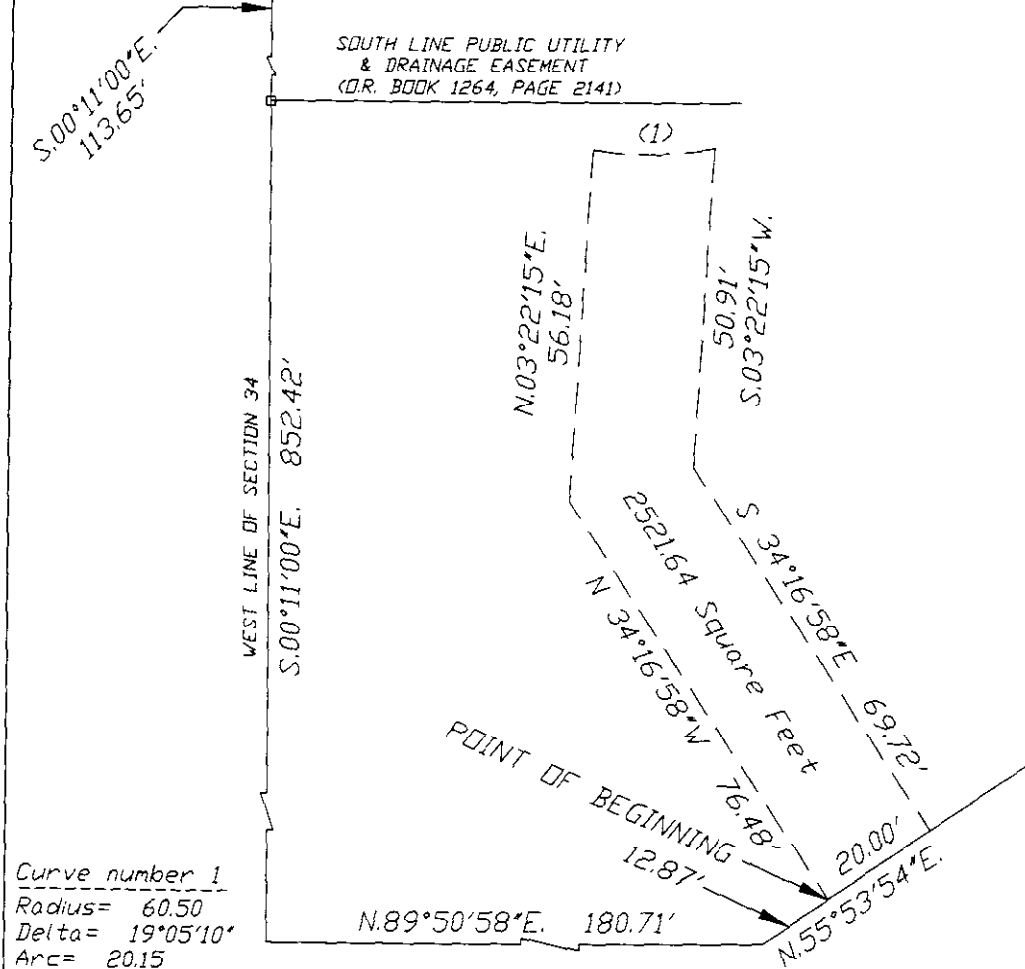 S.00°11'00"E.
113.65'
SOUTH LINE PUBLIC UTILITY
& DRAINAGE EASEMENT
(O.R. BOOK 1264, PAGE 2141)
(1)
N.03°22'15"E.
56.18'
50.91'
S.03°22'15"W.
WEST LINE OF SECTION 34
S.00°11'00"E. 852.42'
2521.64 Square Feet
S 34°16'58"E 69.72'
N 34°16'58"W 76.48'
POINT OF BEGINNING
12.87'
20.00'
N.55°53'54"E.
N.89°50'58"E. 180.71'
Curve number 1
Radius= 60.50
Delta= 19°05'10"
Arc= 20.15